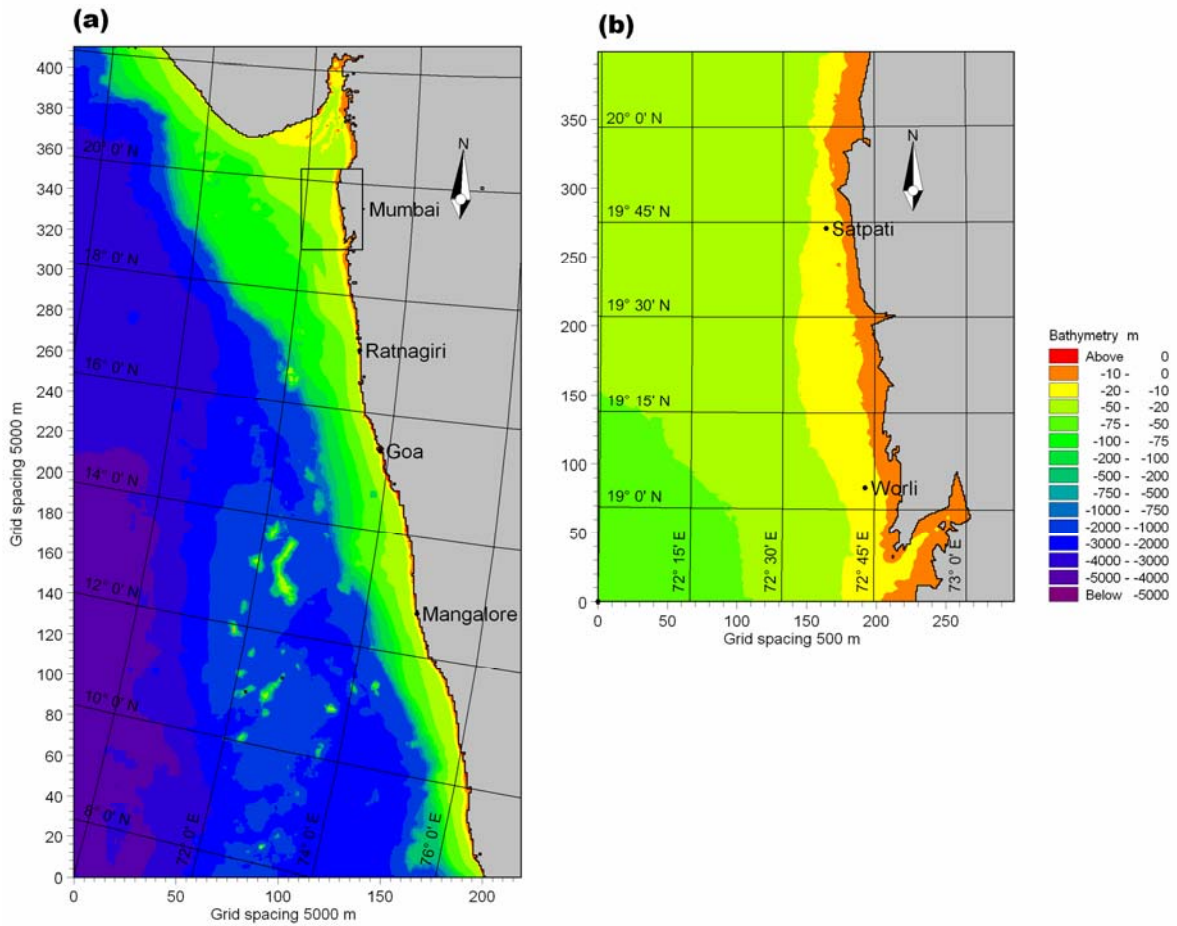 (a)
400
380
360
340
320
300
280
260
240
220
200
180
160
140
120
100
80
60
40
20
0
Grid spacing 5000 m
20° 0' N
18° 0' N
16° 0' N
14° 0' N
12° 0' N
10° 0' N
8° 0' N
72° 0' E
74° 0' E
76° 0' E
N
Mumbai
Ratnagiri
Goa
Mangalore
0 50 100 150 200
Grid spacing 5000 m
(b)
350
300
250
200
150
100
50
0
20° 0' N
19° 45' N
19° 30' N
19° 15' N
19° 0' N
N
Satpati
Worli
72° 15' E
72° 30' E
72° 45' E
73° 0' E
0 50 100 150 200 250
Grid spacing 500 m
Bathymetry m
Above 0
-10 - 0
-20 - -10
-50 - -20
-75 - -50
-100 - -75
-200 - -100
-500 - -200
-750 - -500
-1000 - -750
-2000 - -1000
-3000 - -2000
-4000 - -3000
-5000 - -4000
Below -5000